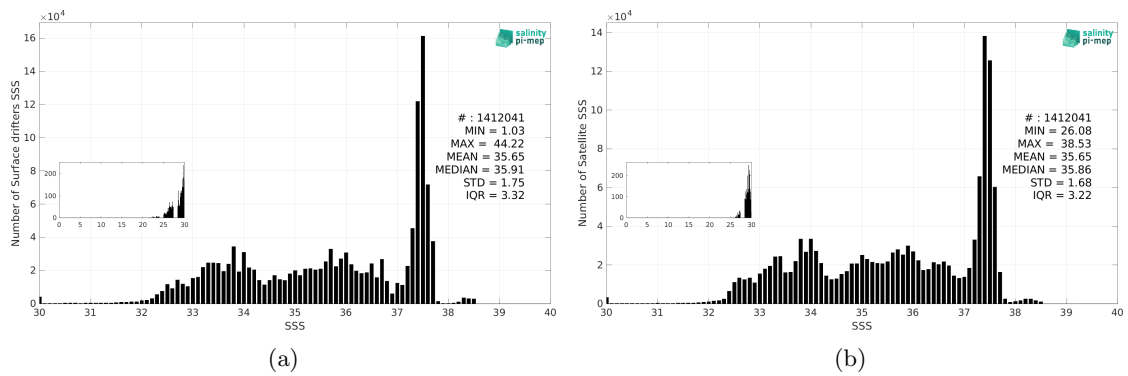 ×10⁴
salinity
pi-mep
Number of Surface drifters SSS
16
14
12
10
8
6
4
2
0
# : 1412041
MIN = 1.03
MAX = 44.22
MEAN = 35.65
MEDIAN = 35.91
STD = 1.75
IQR = 3.32
200
100
0
0 5 10 15 20 25 30
30 31 32 33 34 35 36 37 38 39 40
SSS
(a)
×10⁴
salinity
pi-mep
Number of Satellite SSS
14
12
10
8
6
4
2
0
# : 1412041
MIN = 26.08
MAX = 38.53
MEAN = 35.65
MEDIAN = 35.86
STD = 1.68
IQR = 3.22
200
100
0
0 5 10 15 20 25 30
30 31 32 33 34 35 36 37 38 39 40
SSS
(b)